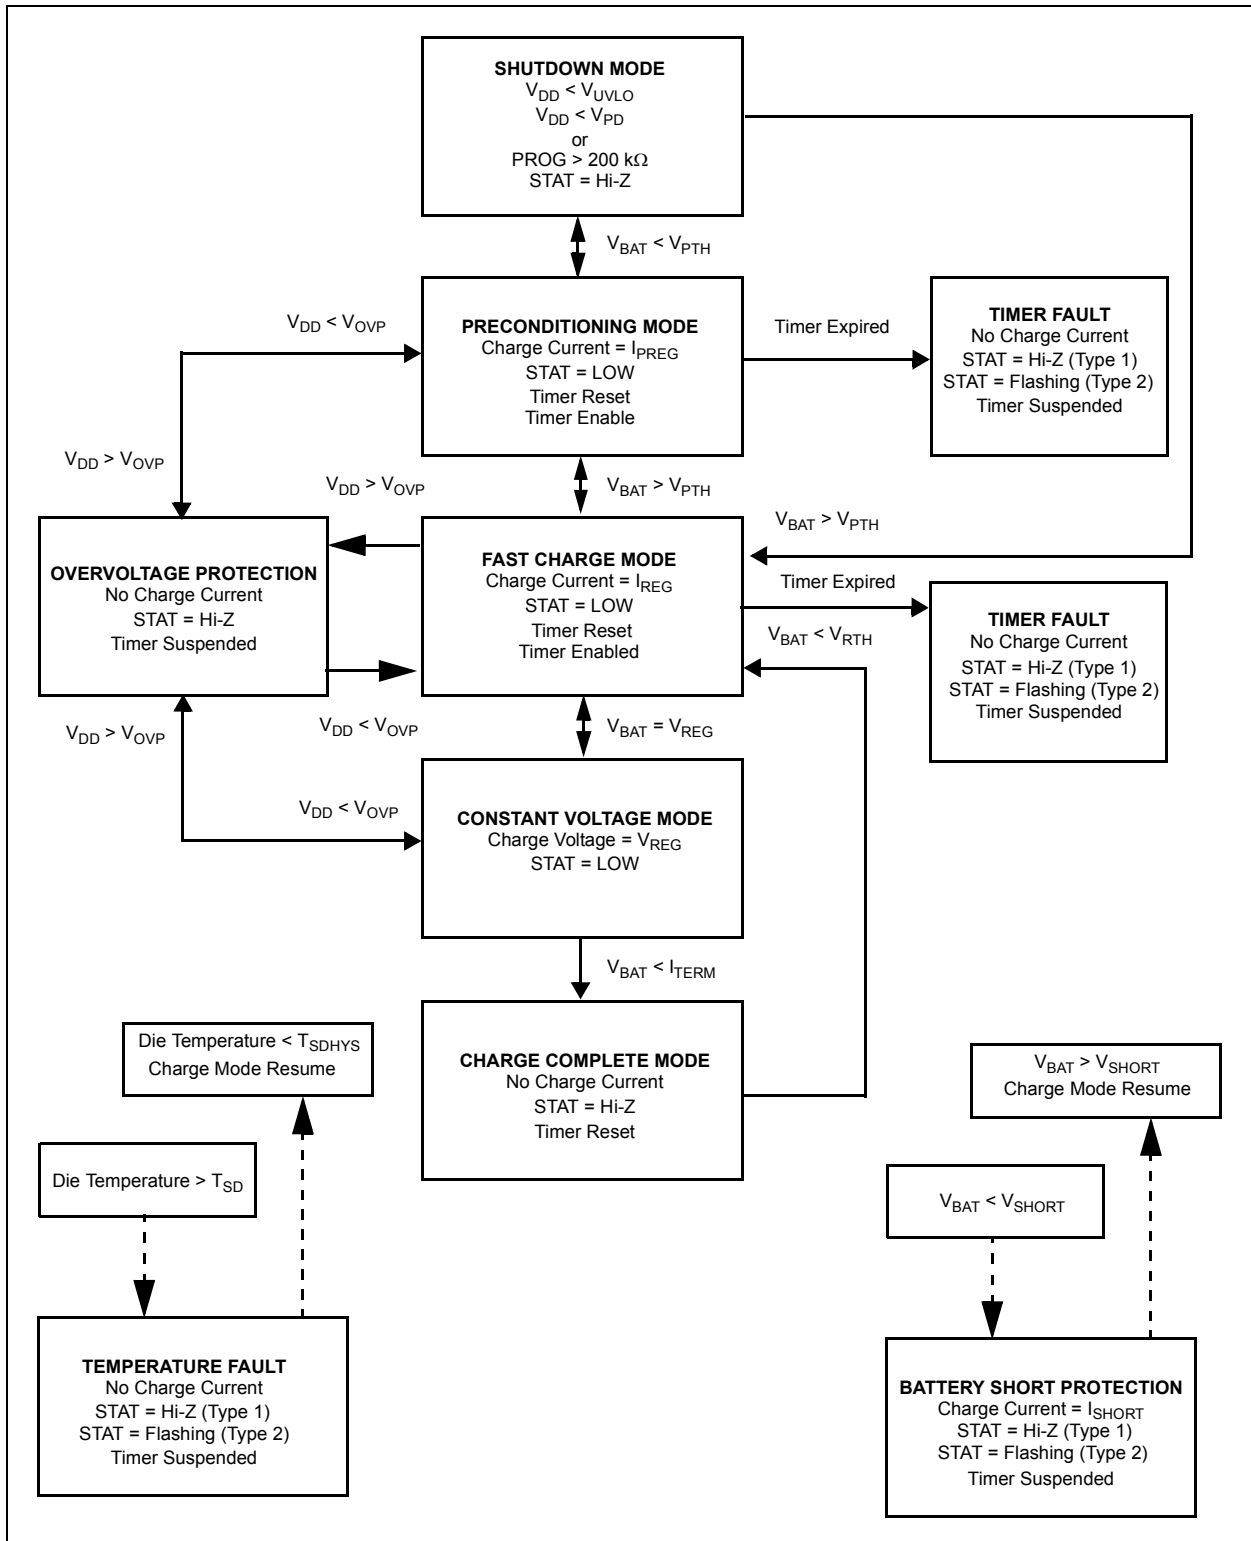 SHUTDOWN MODE
VDD < VUVLO
VDD < VPD
or
PROG > 200 kΩ
STAT = Hi-Z
VBAT < VPTH
VDD < VOVP
PRECONDITIONING MODE
Charge Current = IPREG
STAT = LOW
Timer Reset
Timer Enable
Timer Expired
TIMER FAULT
No Charge Current
STAT = Hi-Z (Type 1)
STAT = Flashing (Type 2)
Timer Suspended
VDD > VOVP
VDD > VOVP
VBAT > VPTH
VBAT > VPTH
OVERVOLTAGE PROTECTION
No Charge Current
STAT = Hi-Z
Timer Suspended
FAST CHARGE MODE
Charge Current = IREG
STAT = LOW
Timer Reset
Timer Enabled
Timer Expired
VBAT < VRTH
TIMER FAULT
No Charge Current
STAT = Hi-Z (Type 1)
STAT = Flashing (Type 2)
Timer Suspended
VDD > VOVP
VDD < VOVP
VBAT = VREG
VDD < VOVP
CONSTANT VOLTAGE MODE
Charge Voltage = VREG
STAT = LOW
VBAT < ITERM
Die Temperature < TSDHYS
Charge Mode Resume
CHARGE COMPLETE MODE
No Charge Current
STAT = Hi-Z
Timer Reset
VBAT > VSHORT
Charge Mode Resume
Die Temperature > TSD
VBAT < VSHORT
TEMPERATURE FAULT
No Charge Current
STAT = Hi-Z (Type 1)
STAT = Flashing (Type 2)
Timer Suspended
BATTERY SHORT PROTECTION
Charge Current = ISHORT
STAT = Hi-Z (Type 1)
STAT = Flashing (Type 2)
Timer Suspended